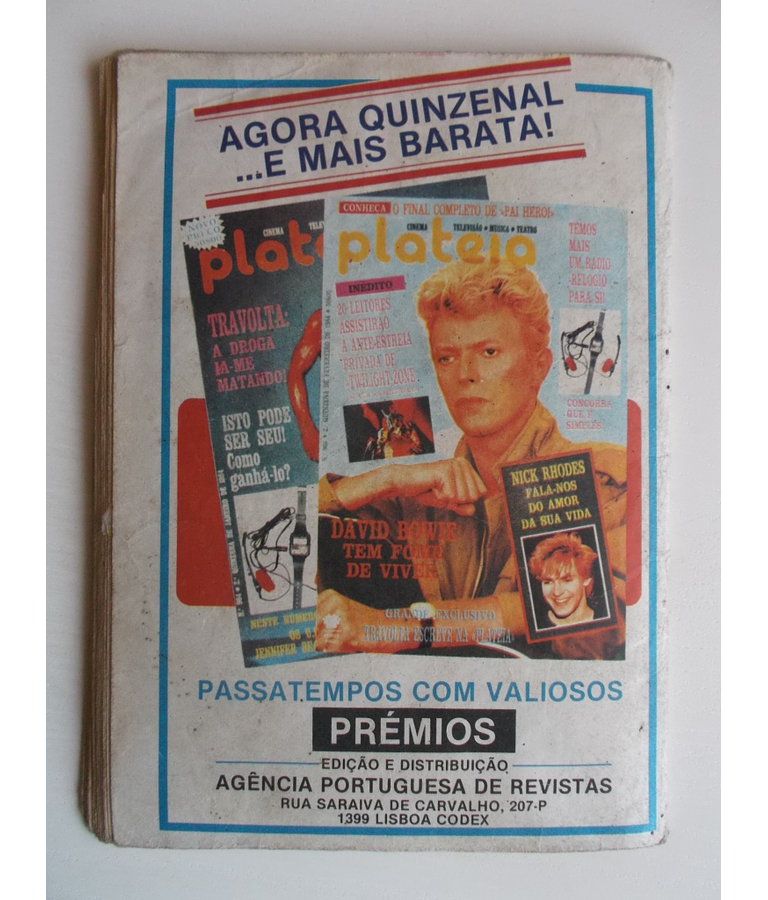 AGORA QUINZENAL
...E MAIS BARATA!
NOVO
PREÇO
CINEMA
plateia
CONHEÇA O FINAL COMPLETO DE «PAI HERÓI»
CINEMA TELEVISÃO • MÚSICA • TEATRO
plateia
TRAVOLTA:
A DROGA
IA-ME
MATANDO!
ISTO PODE
SER SEU!
Como
ganhá-lo?
NESTE NÚMERO
JENNIFER
INÉDITO
20 LEITORES
ASSISTIRÃO
À ANTE-ESTREIA
PRIVADA DE
«TWILIGHT-ZONE»
TEMOS
MAIS
UM RÁDIO
-RELÓGIO
PARA SI!
CONCORRA
QUE É
SIMPLES!
NICK RHODES
FALA-NOS
DO AMOR
DA SUA VIDA
DAVID BOWIE
TEM FOME
DE VIVER
GRANDE EXCLUSIVO
TRAVOLTA ESCREVE NA «PLATEIA»
PASSATEMPOS COM VALIOSOS
PRÉMIOS
EDIÇÃO E DISTRIBUIÇÃO
AGÊNCIA PORTUGUESA DE REVISTAS
RUA SARAIVA DE CARVALHO, 207-P
1399 LISBOA CODEX